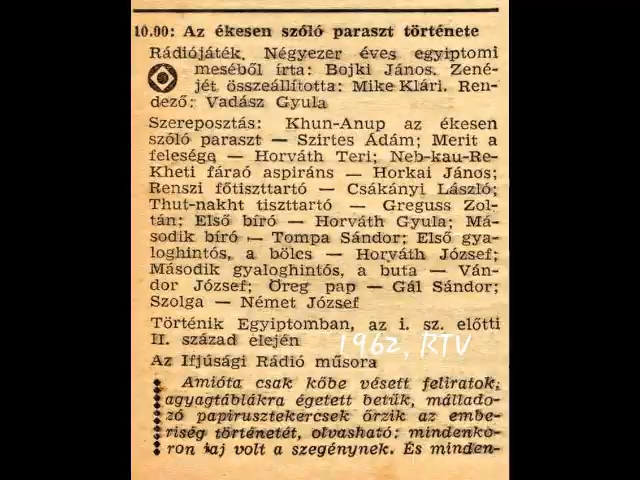 10.00: Az ékesen szóló paraszt története
Rádiójáték. Négyezer éves egyiptomi
meséből írta: Bojki János. Zené-
jét összeállította: Mike Klári. Ren-
dező: Vadász Gyula
Szereposztás: Khun-Anup az ékesen
szóló paraszt — Szirtes Ádám; Merit a
felesége — Horváth Teri; Neb-kau-Re-
Kheti fáraó aspiráns — Horkai János;
Renszi főtiszttartó — Csákányi László;
Thut-nakht tiszttartó — Greguss Zol-
tán; Első bíró — Horváth Gyula; Má-
sodik bíró — Tompa Sándor; Első gya-
loghintós, a bölcs — Horváth József;
Második gyaloghintós, a buta — Ván-
dor József; Öreg pap — Gál Sándor;
Szolga — Német József
Történik Egyiptomban, az i. sz. előtti
II. század elején
1962, RTV
Az Ifjúsági Rádió műsora
Amióta csak kőbe vésett feliratok,
agyagtáblákra égetett betűk, mállado-
zó papirusztekercsek őrzik az embe-
riség történetét, olvasható: mindenko-
ron jaj volt a szegénynek. És minden-